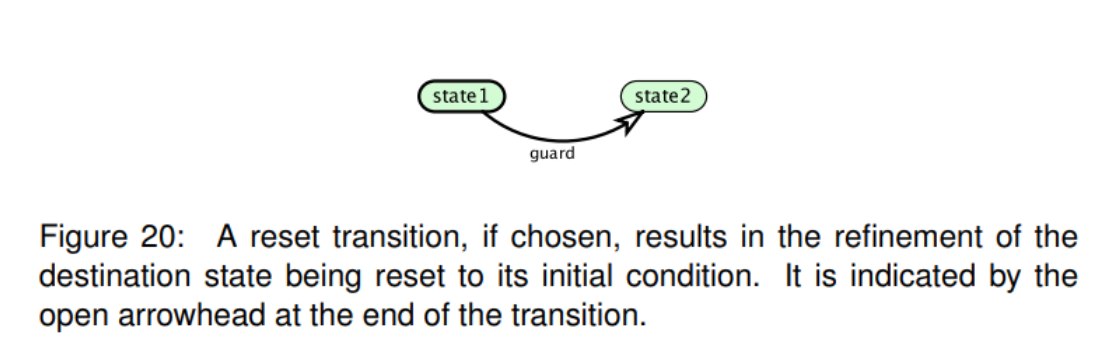 state1
state2
guard
Figure 20: A reset transition, if chosen, results in the refinement of the
destination state being reset to its initial condition. It is indicated by the
open arrowhead at the end of the transition.